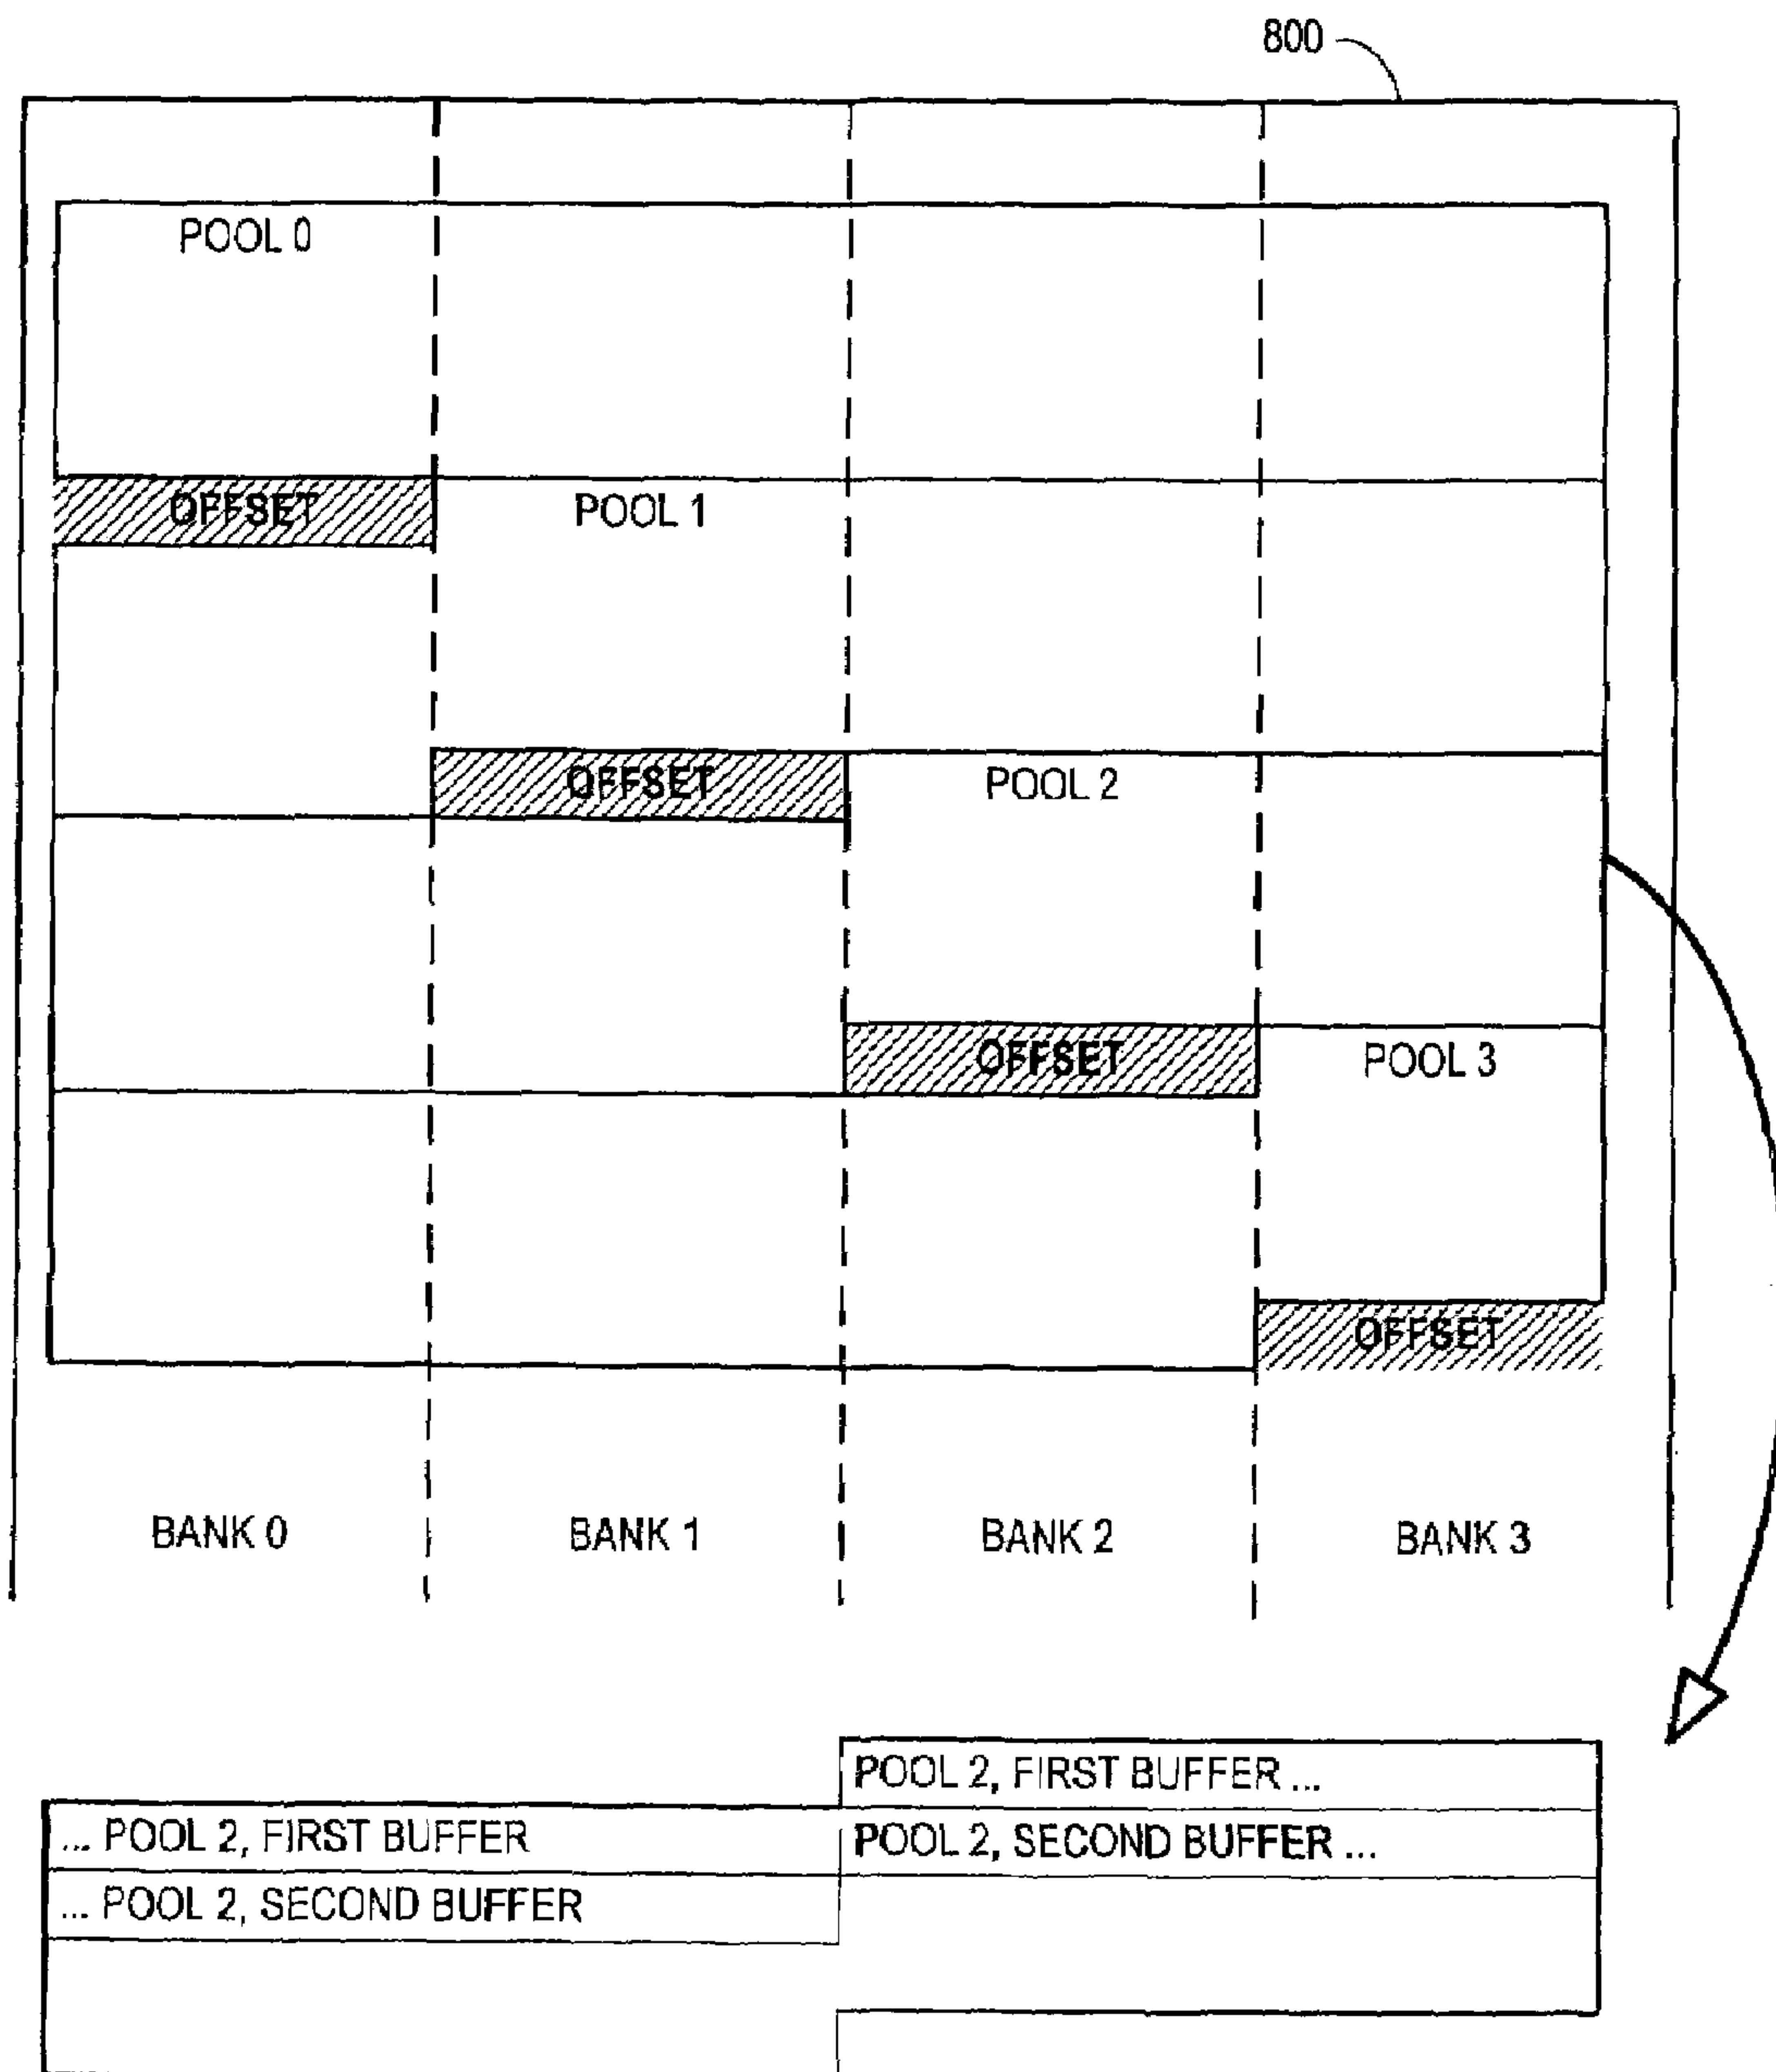 800
POOL 0
OFFSET POOL 1
OFFSET POOL 2
OFFSET POOL 3
OFFSET
BANK 0 BANK 1 BANK 2 BANK 3
POOL 2, FIRST BUFFER ...
... POOL 2, FIRST BUFFER POOL 2, SECOND BUFFER ...
... POOL 2, SECOND BUFFER